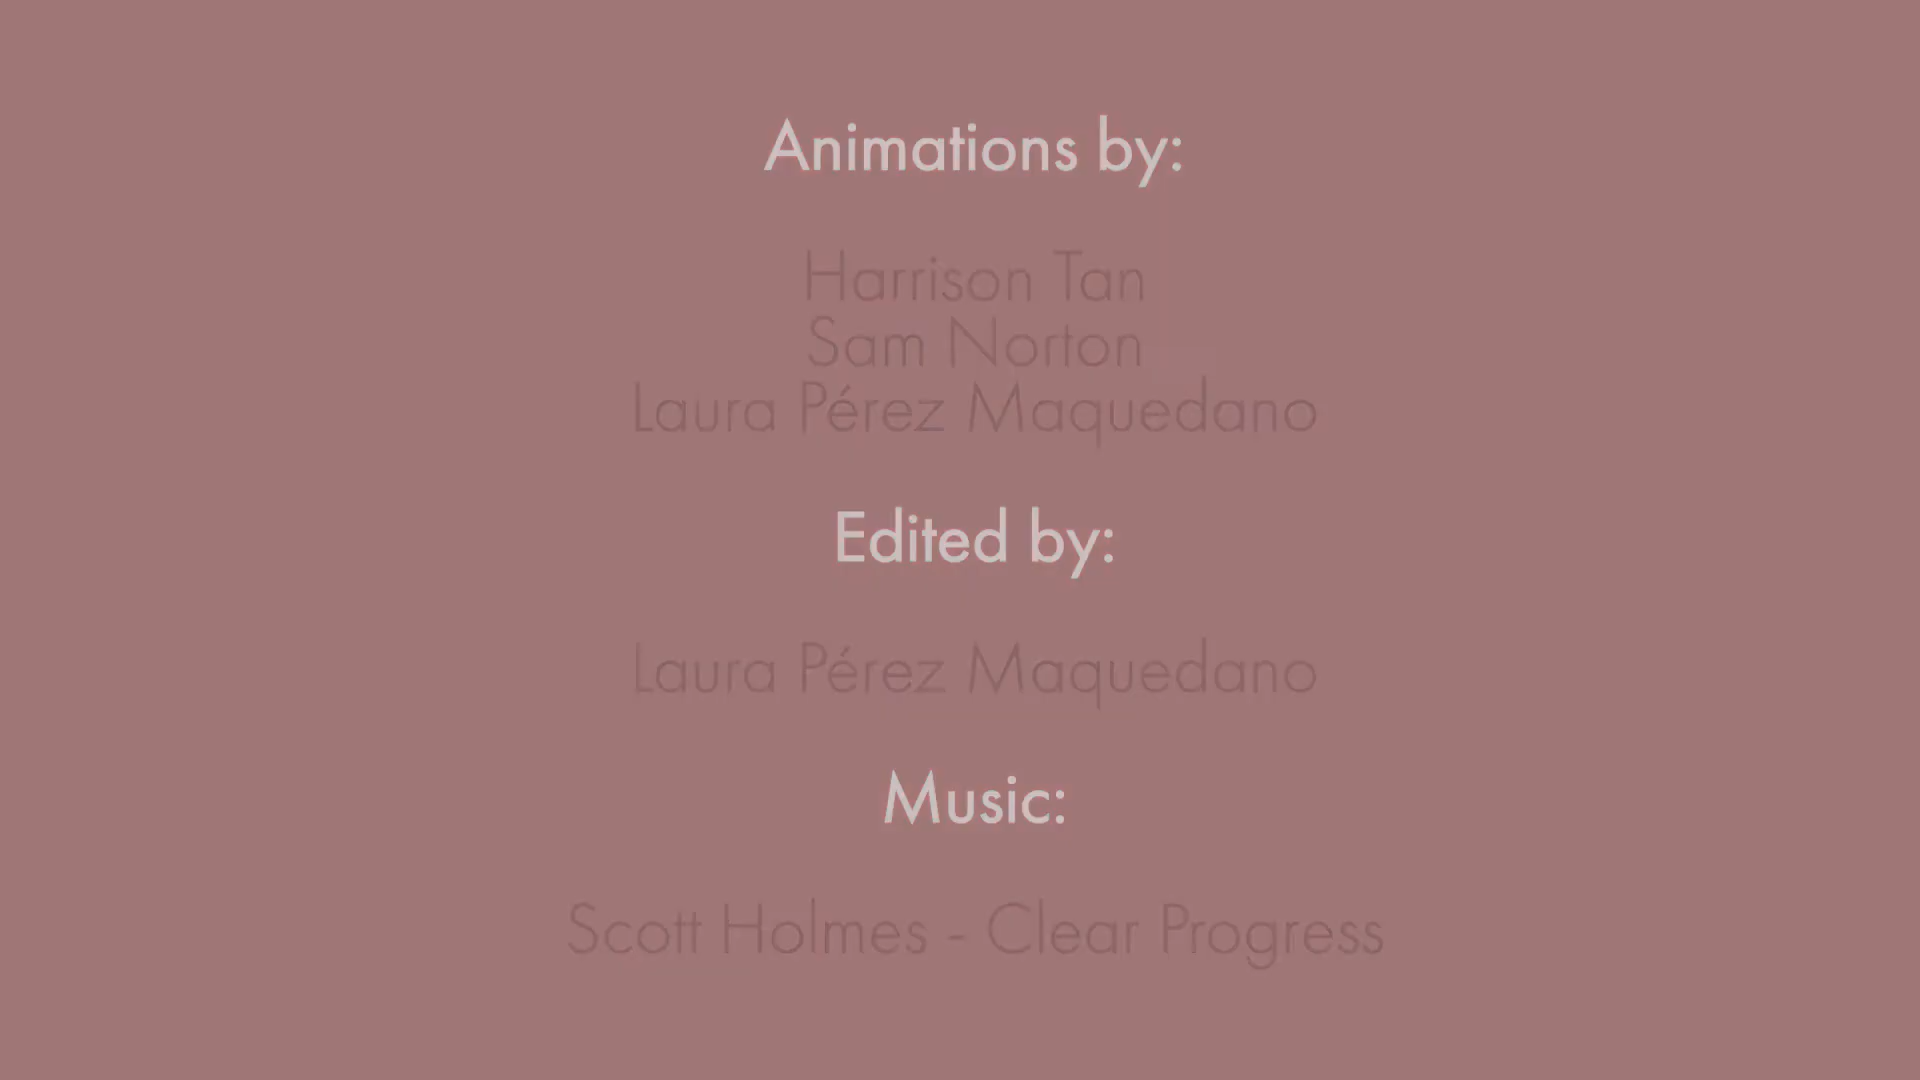 Animations by:
Harrison Tan
Sam Norton
Laura Pérez Maquedano
Edited by:
Laura Pérez Maquedano
Music:
Scott Holmes - Clear Progress